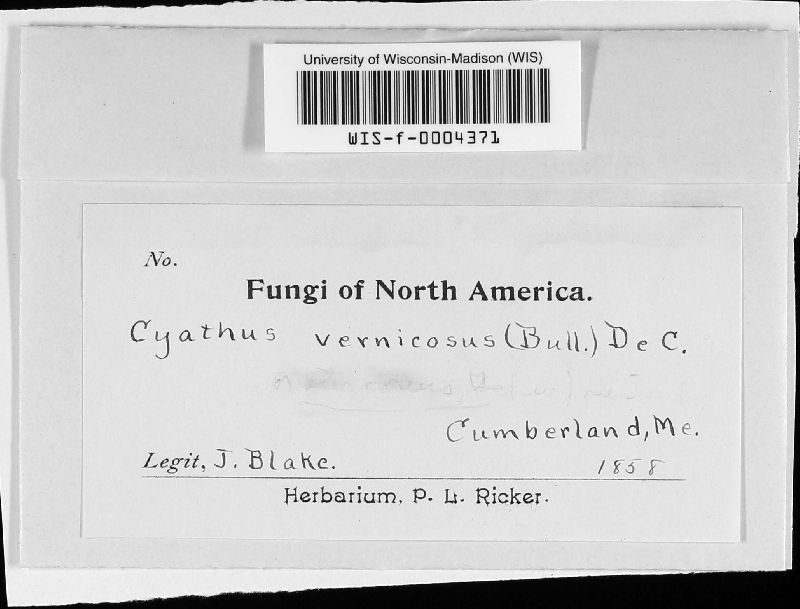 University of Wisconsin-Madison (WIS)
WIS-f-0004371
No.
Fungi of North America.
Cyathus vernicosus (Bull.) De C.
Cumberland, Me.
Legit, J. Blake. 1858
Herbarium, P. L. Ricker.